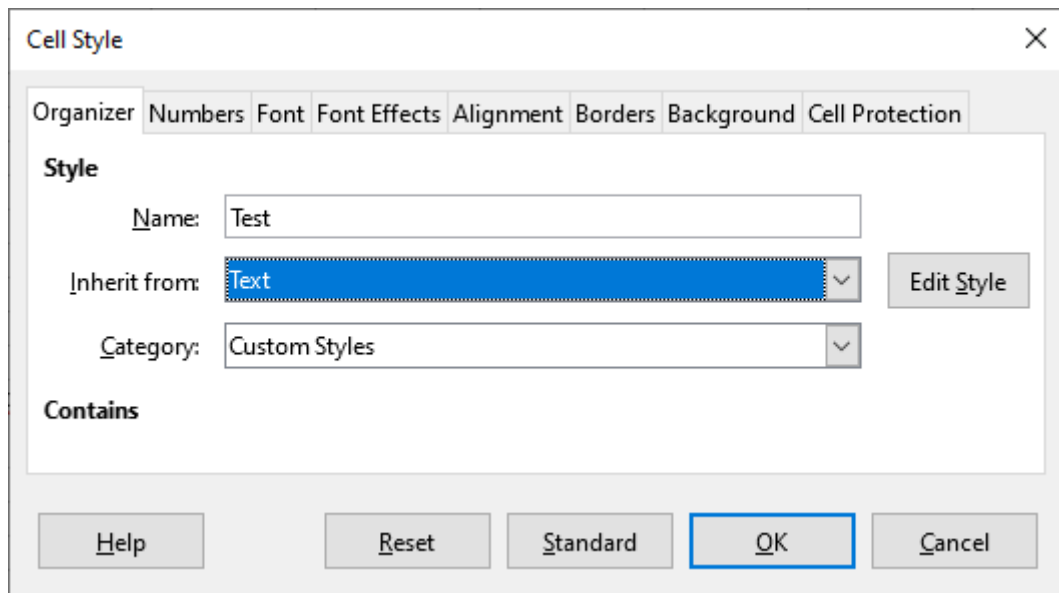 Cell Style
Organizer Numbers Font Font Effects Alignment Borders Background Cell Protection
Style
Name: Test
Inherit from: Text Edit Style
Category: Custom Styles
Contains
Help Reset Standard OK Cancel